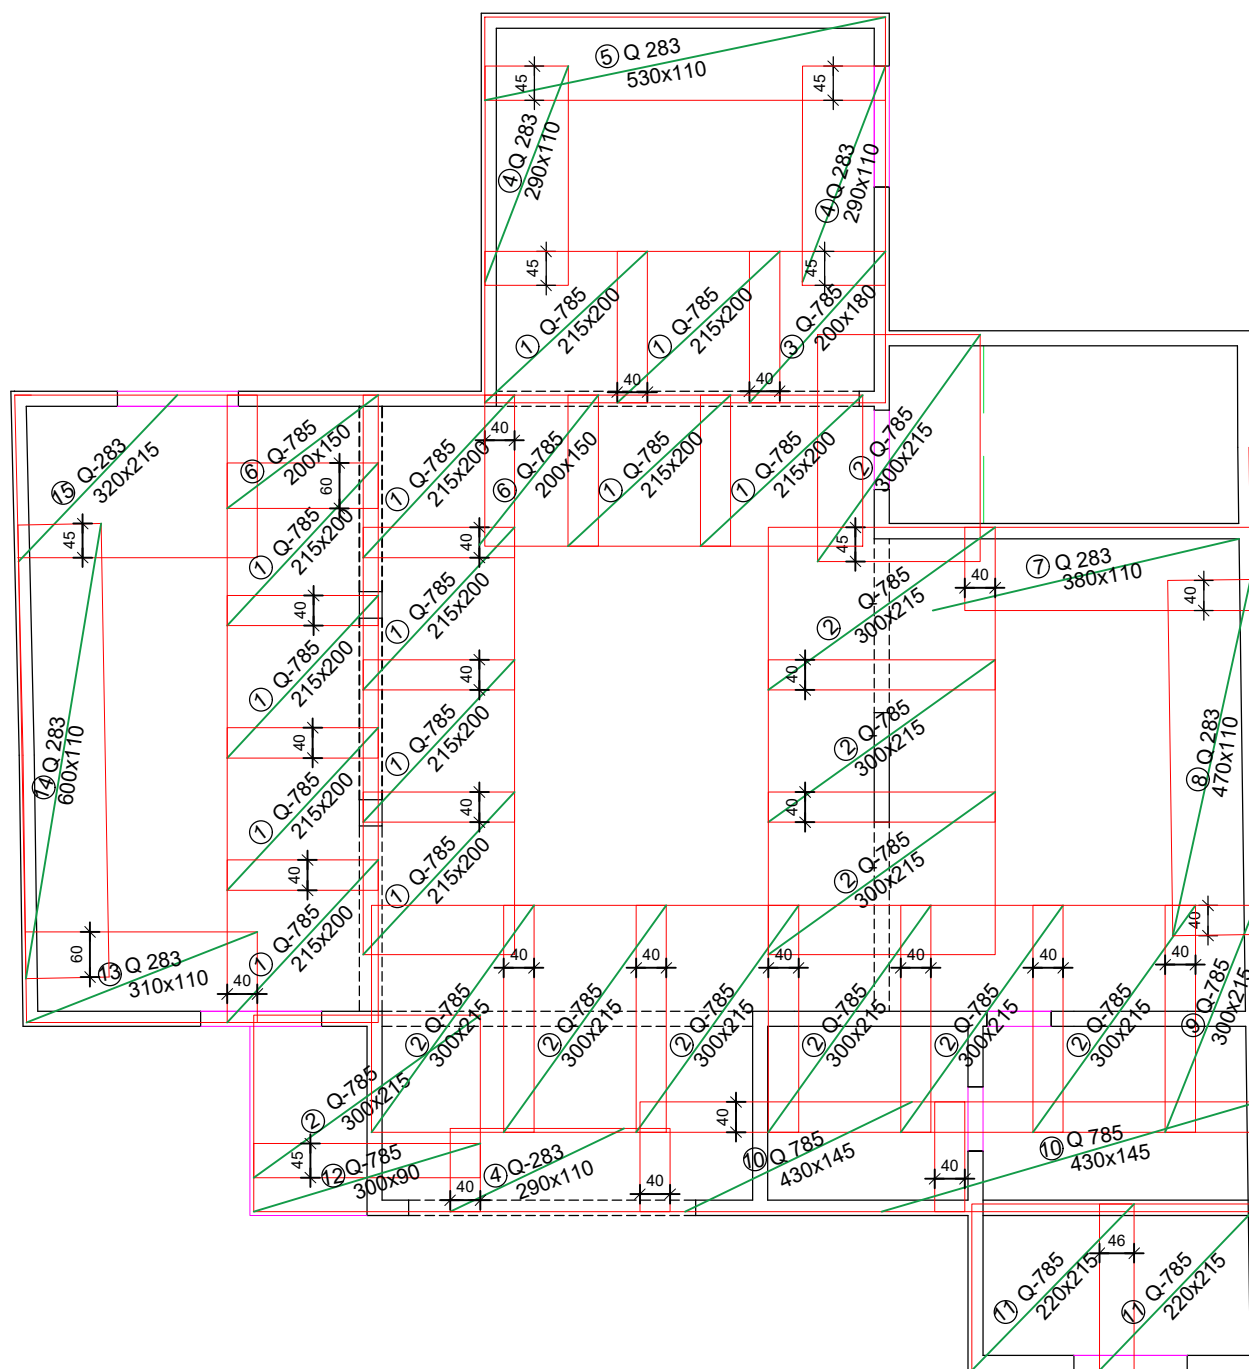 5 Q 283
530x110
45
45
4 Q 283
290x110
4 Q 283
290x110
45
45
1 Q-785
215x200
1 Q-785
215x200
3 Q-785
200x180
40
40
15 Q-283
320x215
6 Q-785
200x150
60
1 Q-785
215x200
40
6 Q-785
200x150
1 Q-785
215x200
1 Q-785
215x200
2 Q-785
300x215
45
45
1 Q-785
215x200
40
1 Q-785
215x200
40
2 Q-785
300x215
40
7 Q 283
380x110
40
1 Q-785
215x200
40
1 Q-785
215x200
40
40
2 Q-785
300x215
14 Q 283
600x110
40
1 Q-785
215x200
40
1 Q-785
215x200
40
2 Q-785
300x215
8 Q 283
470x110
40
1 Q-785
215x200
60
13 Q 283
310x110
40
40
40
40
40
40
40
40
2 Q-785
300x215
2 Q-785
300x215
2 Q-785
300x215
2 Q-785
300x215
2 Q-785
300x215
2 Q-785
300x215
9 Q-785
300x215
2 Q-785
300x215
45
12 Q-785
300x90
40
4 Q-283
290x110
40
40
10 Q 785
430x145
40
10 Q 785
430x145
46
11 Q-785
220x215
11 Q-785
220x215